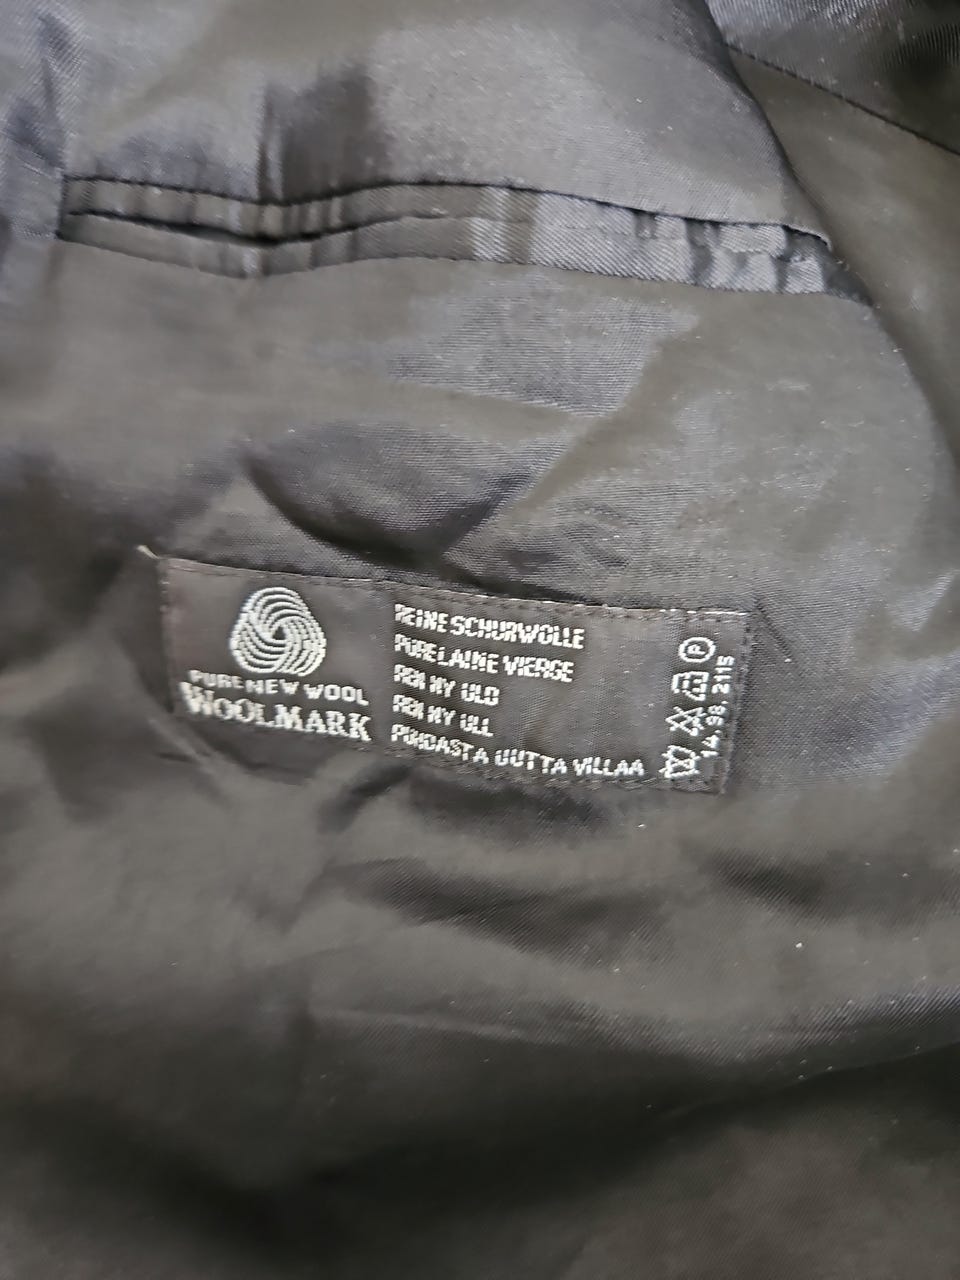 PURE NEW WOOL
WOOLMARK
REINE SCHURWOLLE
PURE LAINE VIERGE
REN NY ULD
REN NY ULL
PUHDASTA UUTTA VILLAA
P
14.98.2115